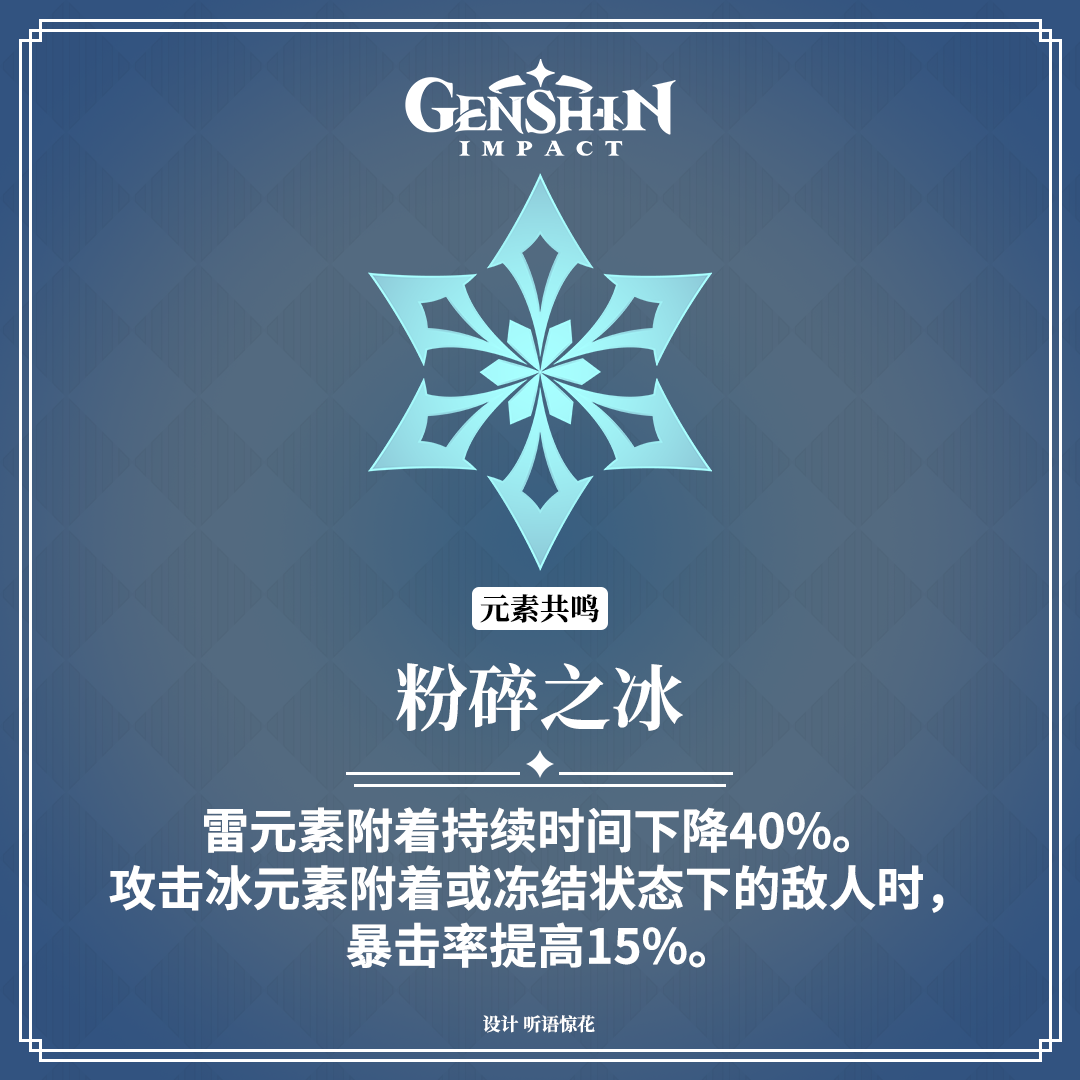 GENSHIN
IMPACT
元素共鸣
粉碎之冰
雷元素附着持续时间下降40%。
攻击冰元素附着或冻结状态下的敌人时，
暴击率提高15%。
设计 听语惊花